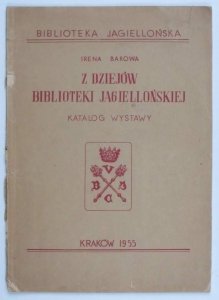 BIBLIOTEKA JAGIELLOŃSKA
IRENA BAROWA
Z DZIEJÓW
BIBLIOTEKI JAGIELLOŃSKIEJ
KATALOG WYSTAWY
V
B J
C
KRAKÓW 1955